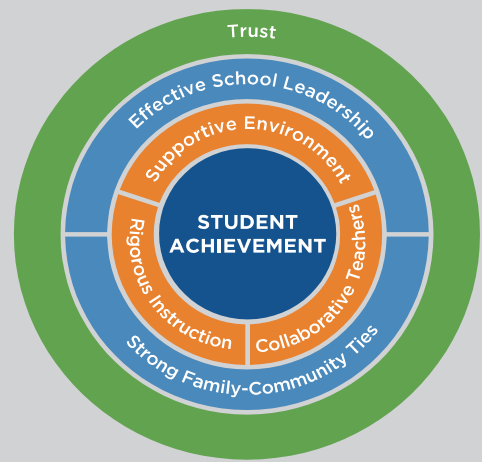 Trust
Effective School Leadership
Supportive Environment
STUDENT
ACHIEVEMENT
Rigorous Instruction
Collaborative Teachers
Strong Family-Community Ties